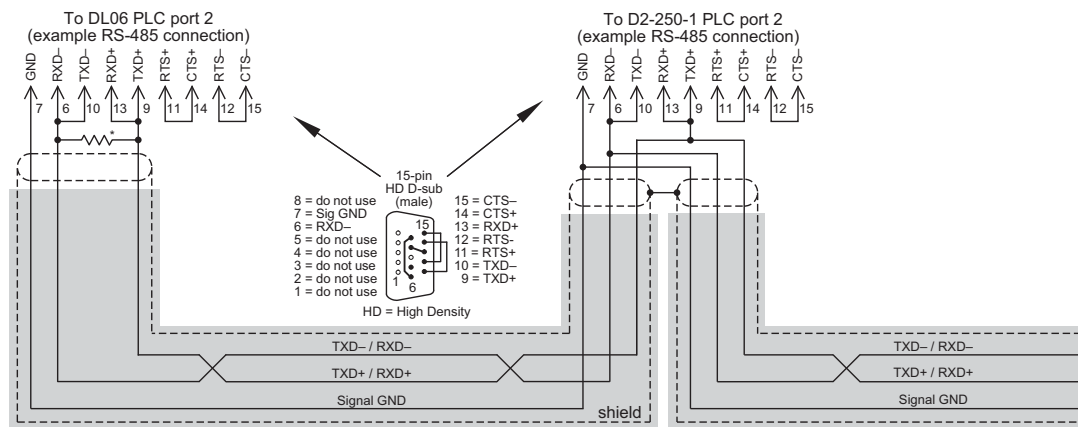 To DL06 PLC port 2
(example RS-485 connection)
GND
RXD–
TXD–
RXD+
TXD+
RTS+
CTS+
RTS–
CTS–
7 6 10 13 9 11 14 12 15
*
To D2-250-1 PLC port 2
(example RS-485 connection)
GND
RXD–
TXD–
RXD+
TXD+
RTS+
CTS+
RTS–
CTS–
7 6 10 13 9 11 14 12 15
15-pin
HD D-sub
(male)
8 = do not use
7 = Sig GND
6 = RXD–
5 = do not use
4 = do not use
3 = do not use
2 = do not use
1 = do not use
15
1
6
15 = CTS–
14 = CTS+
13 = RXD+
12 = RTS-
11 = RTS+
10 = TXD–
9 = TXD+
HD = High Density
TXD– / RXD–
TXD+ / RXD+
Signal GND
shield
TXD– / RXD–
TXD+ / RXD+
Signal GND